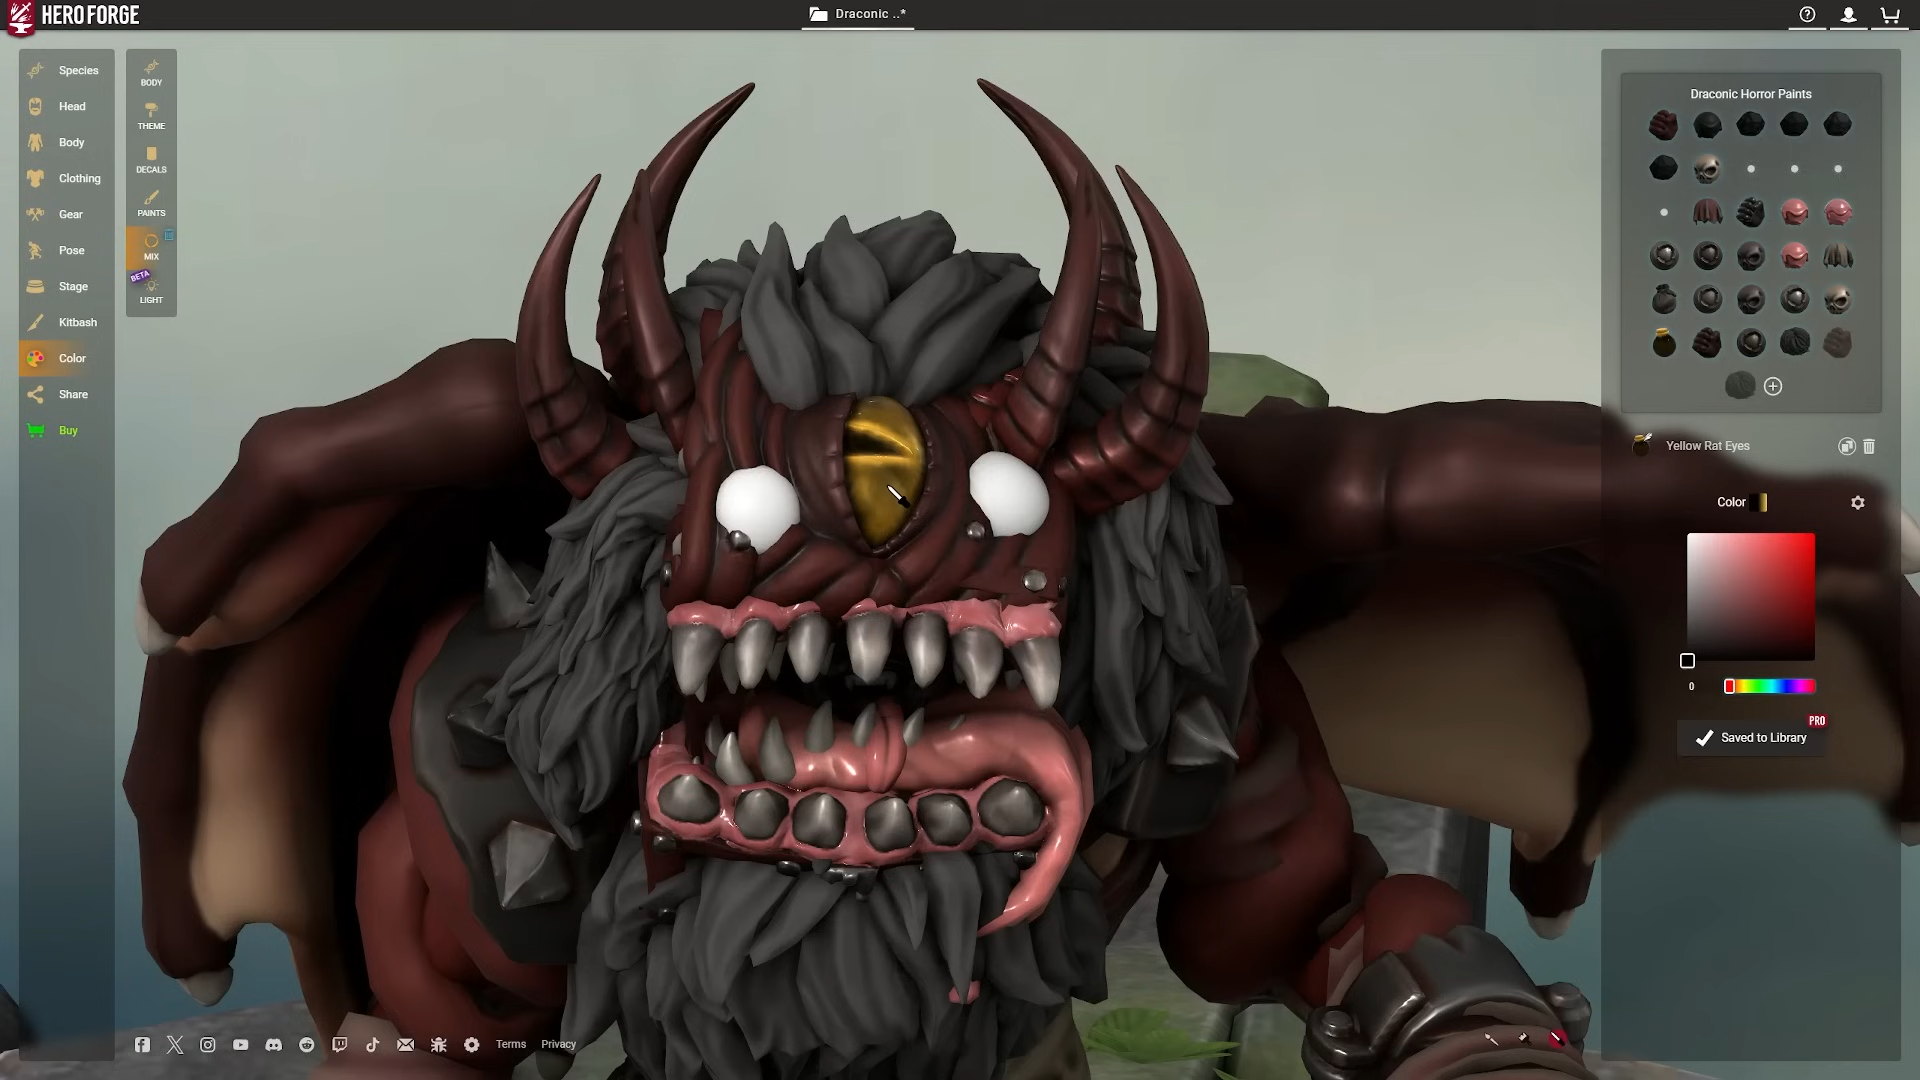 HERO FORGE
Draconic ..*
Species
Head
Body
Clothing
Gear
Pose
Stage
Kitbash
Color
Share
Buy
BODY
THEME
DECALS
PAINTS
MIX
BETA
LIGHT
Draconic Horror Paints
Yellow Rat Eyes
Color
0
PRO
Saved to Library
Terms
Privacy